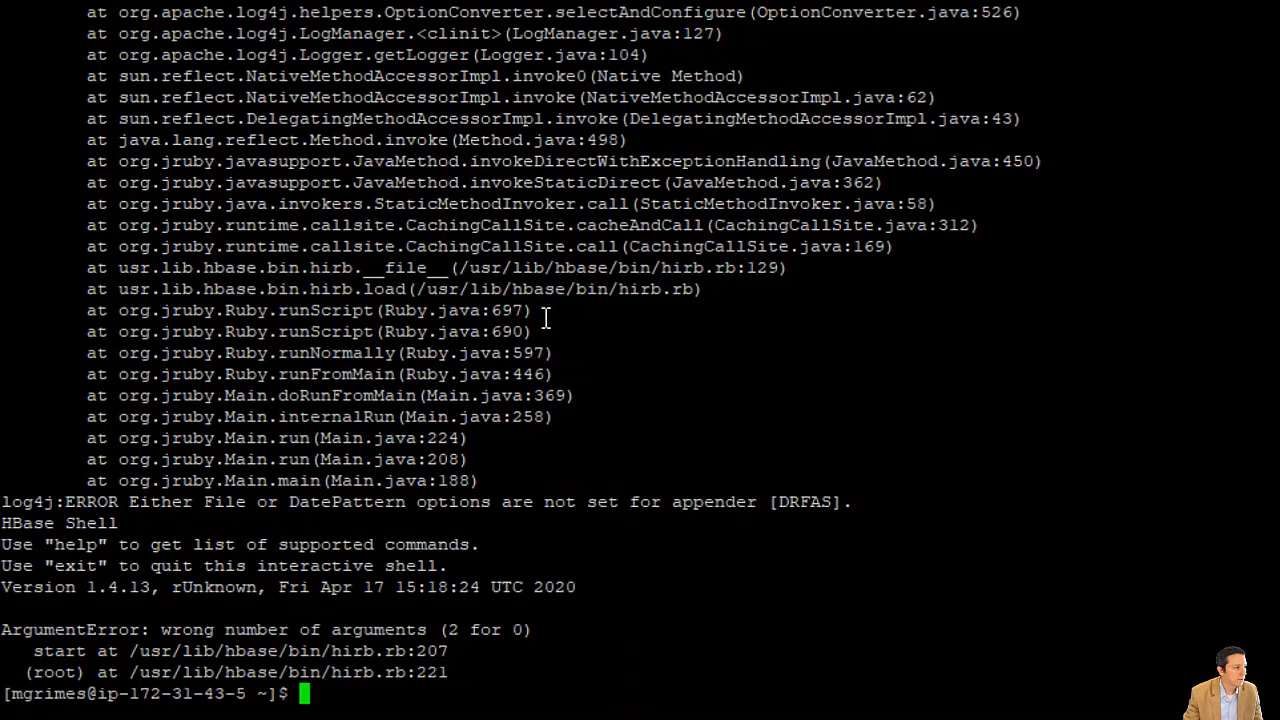 at org.apache.log4j.helpers.OptionConverter.selectAndConfigure(OptionConverter.java:526)
at org.apache.log4j.LogManager.<clinit>(LogManager.java:127)
at org.apache.log4j.Logger.getLogger(Logger.java:104)
at sun.reflect.NativeMethodAccessorImpl.invoke0(Native Method)
at sun.reflect.NativeMethodAccessorImpl.invoke(NativeMethodAccessorImpl.java:62)
at sun.reflect.DelegatingMethodAccessorImpl.invoke(DelegatingMethodAccessorImpl.java:43)
at java.lang.reflect.Method.invoke(Method.java:498)
at org.jruby.javasupport.JavaMethod.invokeDirectWithExceptionHandling(JavaMethod.java:450)
at org.jruby.javasupport.JavaMethod.invokeStaticDirect(JavaMethod.java:362)
at org.jruby.java.invokers.StaticMethodInvoker.call(StaticMethodInvoker.java:58)
at org.jruby.runtime.callsite.CachingCallSite.cacheAndCall(CachingCallSite.java:312)
at org.jruby.runtime.callsite.CachingCallSite.call(CachingCallSite.java:169)
at usr.lib.hbase.bin.hirb.__file__(/usr/lib/hbase/bin/hirb.rb:129)
at usr.lib.hbase.bin.hirb.load(/usr/lib/hbase/bin/hirb.rb)
at org.jruby.Ruby.runScript(Ruby.java:697)
at org.jruby.Ruby.runScript(Ruby.java:690)
at org.jruby.Ruby.runNormally(Ruby.java:597)
at org.jruby.Ruby.runFromMain(Ruby.java:446)
at org.jruby.Main.doRunFromMain(Main.java:369)
at org.jruby.Main.internalRun(Main.java:258)
at org.jruby.Main.run(Main.java:224)
at org.jruby.Main.run(Main.java:208)
at org.jruby.Main.main(Main.java:188)
log4j:ERROR Either File or DatePattern options are not set for appender [DRFAS].
HBase Shell
Use "help" to get list of supported commands.
Use "exit" to quit this interactive shell.
Version 1.4.13, rUnknown, Fri Apr 17 15:18:24 UTC 2020
ArgumentError: wrong number of arguments (2 for 0)
start at /usr/lib/hbase/bin/hirb.rb:207
(root) at /usr/lib/hbase/bin/hirb.rb:221
[mgrimes@ip-172-31-43-5 ~]$